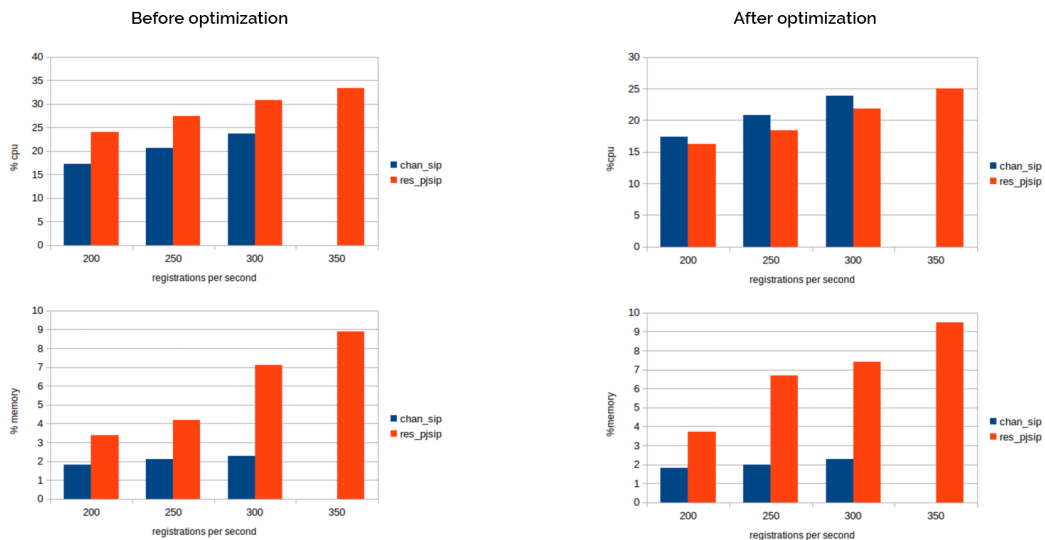 Before optimization
After optimization
40
35
30
25
20
15
10
5
0
% cpu
200 250 300 350
registrations per second
chan_sip
res_pjsip
30
25
20
15
10
5
0
%cpu
200 250 300 350
registrations per second
chan_sip
res_pjsip
10
9
8
7
6
5
4
3
2
1
0
% memory
200 250 300 350
registrations per second
chan_sip
res_pjsip
10
9
8
7
6
5
4
3
2
1
0
%memory
200 250 300 350
registrations per second
chan_sip
res_pjsip